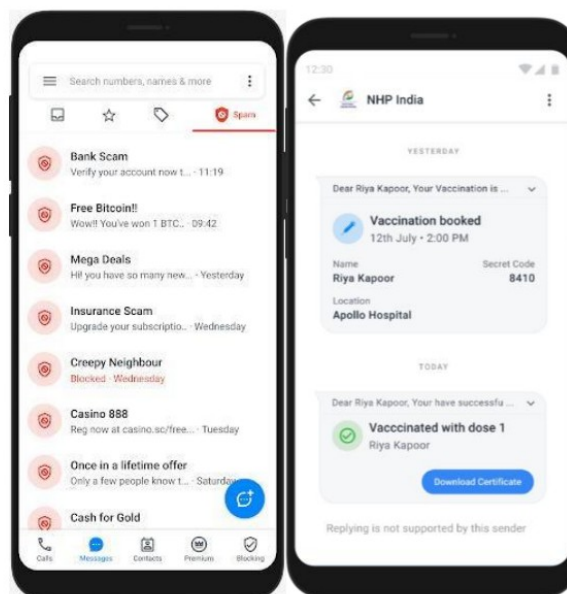 Search numbers, names & more
Spam
Bank Scam
Verify your account now t... · 11:19
Free Bitcoin!!
Wow!! You've won 1 BTC.. · 09:42
Mega Deals
Hi! you have so many new... · Yesterday
Insurance Scam
Upgrade your subscriptio.. · Wednesday
Creepy Neighbour
Blocked · Wednesday
Casino 888
Reg now at casino.sc/free... · Tuesday
Once in a lifetime offer
Only a few people know t... · Saturday
Cash for Gold
Calls
Messages
Contacts
Premium
Blocking
12:30
NHP India
YESTERDAY
Dear Riya Kapoor, Your Vaccination is ...
Vaccination booked
12th July • 2:00 PM
Name
Secret Code
Riya Kapoor
8410
Location
Apollo Hospital
TODAY
Dear Riya Kapoor, Your have successfu ...
Vacccinated with dose 1
Riya Kapoor
Download Certificate
Replying is not supported by this sender